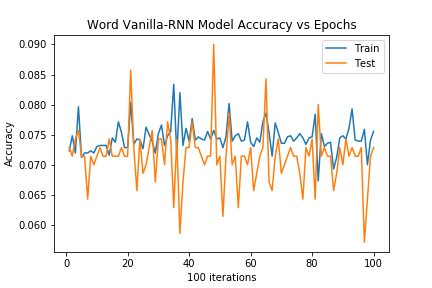 Word Vanilla-RNN Model Accuracy vs Epochs
Train
Test
0.090
0.085
0.080
0.075
0.070
0.065
0.060
Accuracy
0
20
40
60
80
100
100 iterations